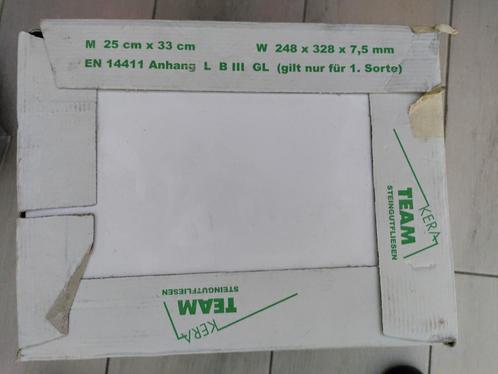 M 25 cm x 33 cm W 248 x 328 x 7,5 mm
EN 14411 Anhang L B III GL (gilt nur für 1. Sorte)
KERA
TEAM
STEINGUTFLIESEN
KERA
TEAM
STEINGUTFLIESEN